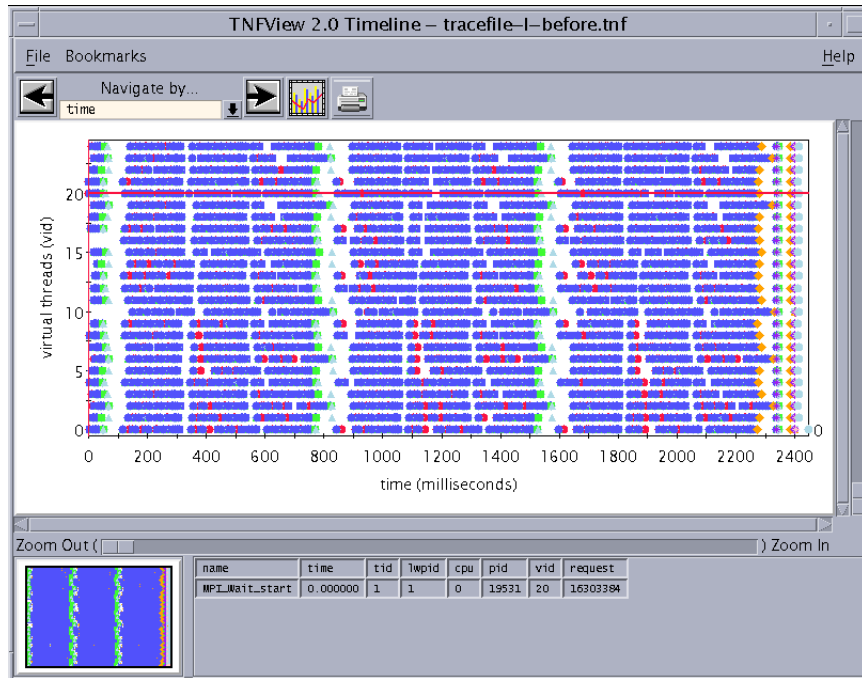 TNFView 2.0 Timeline – tracefile–l–before.tnf
File Bookmarks Help
Navigate by...
time
virtual threads (vid)
20
15
10
5
0
0
0 200 400 600 800 1000 1200 1400 1600 1800 2000 2200 2400
time (milliseconds)
Zoom Out ( ) Zoom In
name time tid lwpid cpu pid vid request
MPI_Wait_start 0.000000 1 1 0 19531 20 16303384